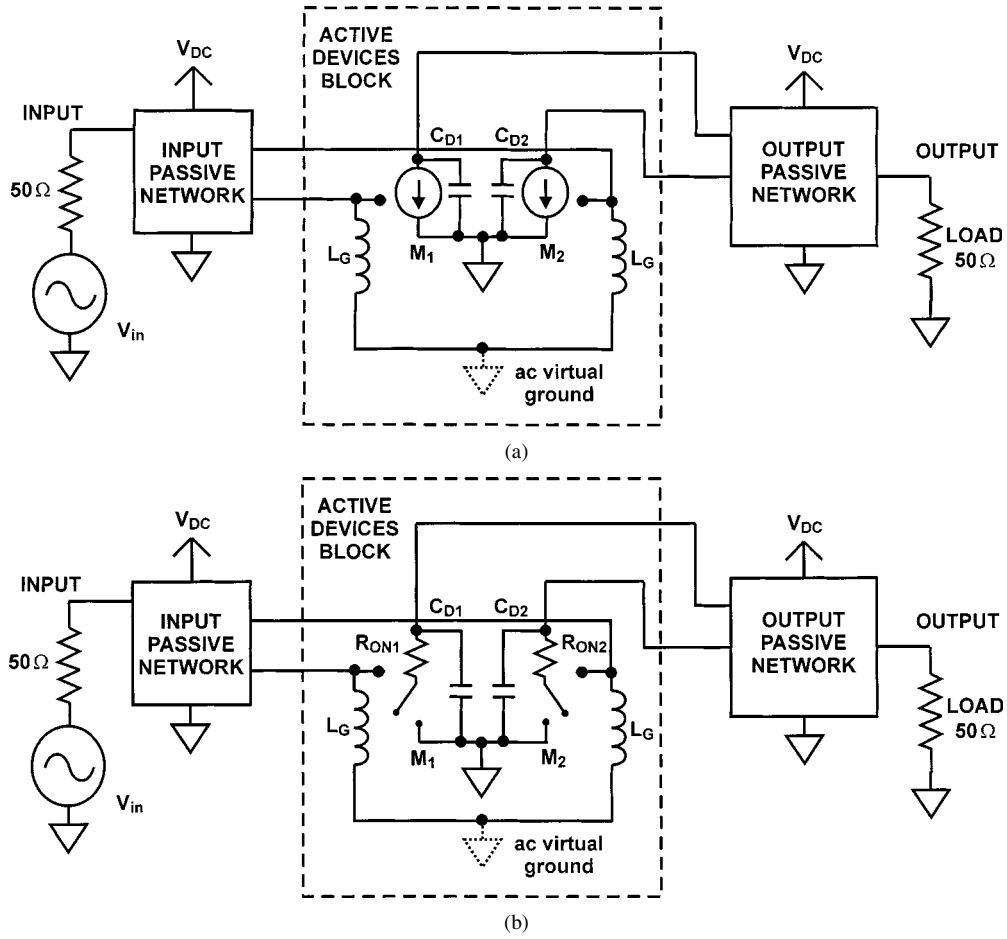 ACTIVE
DEVICES
BLOCK
V_DC
V_DC
INPUT
C_D1
C_D2
INPUT
PASSIVE
NETWORK
OUTPUT
PASSIVE
NETWORK
OUTPUT
50Ω
L_G
M_1
M_2
L_G
LOAD
50Ω
V_in
ac virtual
ground
(a)
ACTIVE
DEVICES
BLOCK
V_DC
V_DC
INPUT
C_D1
C_D2
INPUT
PASSIVE
NETWORK
OUTPUT
PASSIVE
NETWORK
OUTPUT
R_ON1
R_ON2
50Ω
L_G
M_1
M_2
L_G
LOAD
50Ω
V_in
ac virtual
ground
(b)